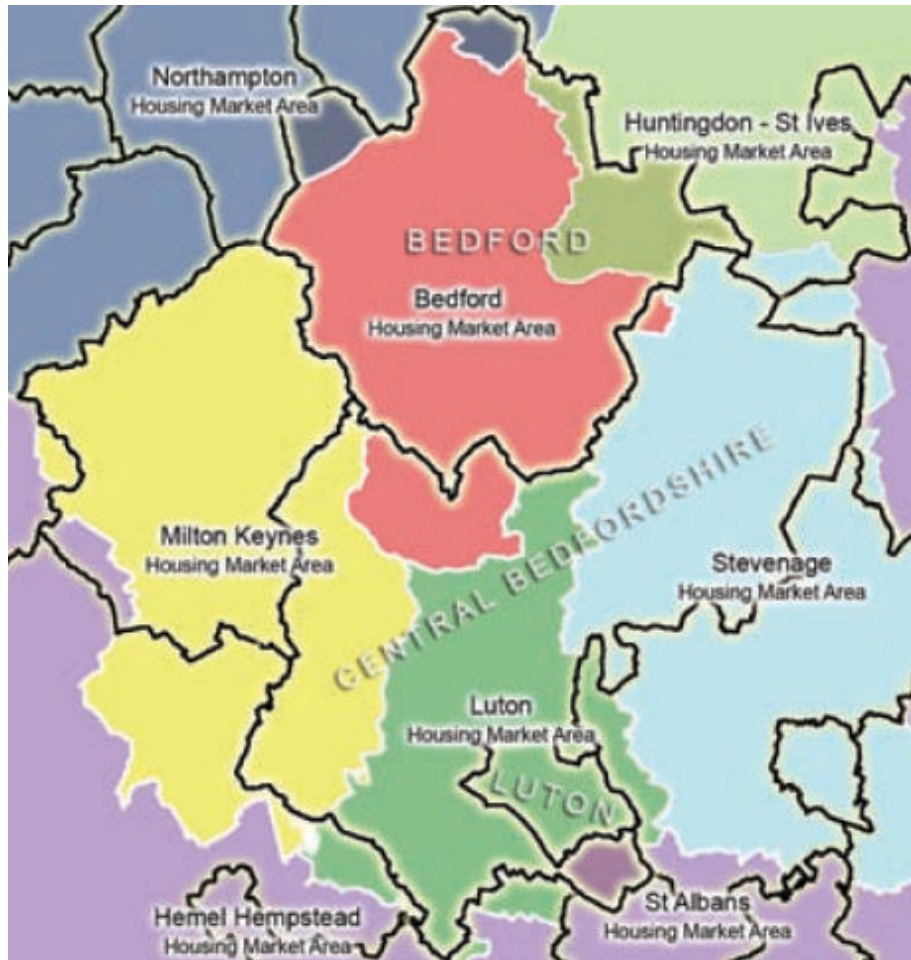 Northampton
Housing Market Area
Huntingdon - St Ives
Housing Market Area
BEDFORD
Bedford
Housing Market Area
CENTRAL BEDFORDSHIRE
Milton Keynes
Housing Market Area
Stevenage
Housing Market Area
Luton
Housing Market Area
LUTON
Hemel Hempstead
Housing Market Area
St Albans
Housing Market Area